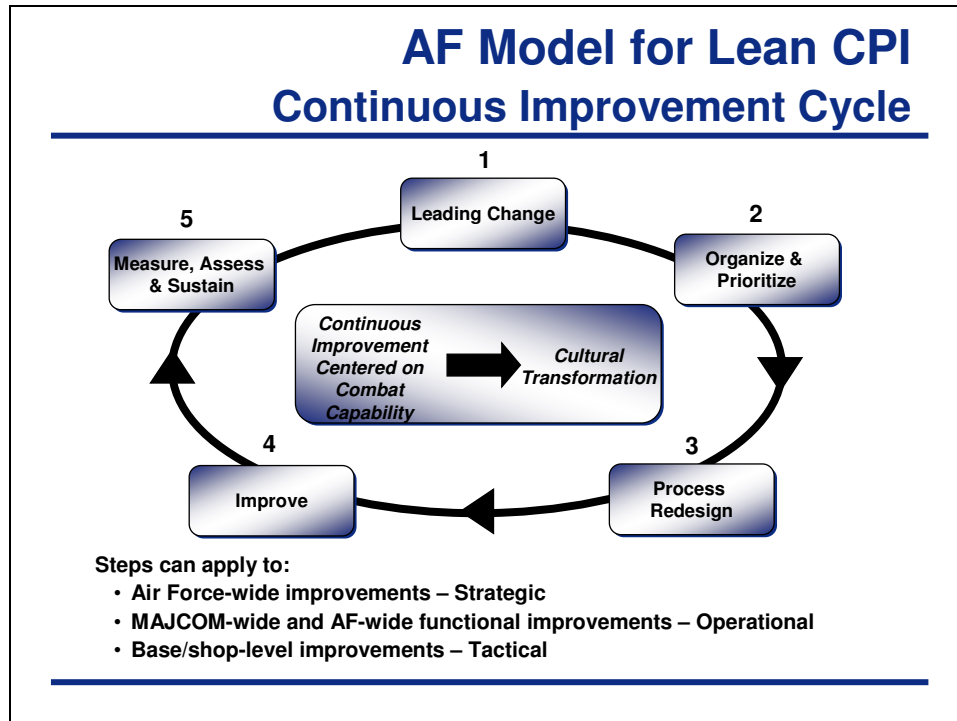 AF Model for Lean CPI
Continuous Improvement Cycle
1
Leading Change
2
Organize &
Prioritize
3
Process
Redesign
4
Improve
5
Measure, Assess
& Sustain
Continuous
Improvement
Centered on
Combat
Capability
Cultural
Transformation
Steps can apply to:
• Air Force-wide improvements – Strategic
• MAJCOM-wide and AF-wide functional improvements – Operational
• Base/shop-level improvements – Tactical